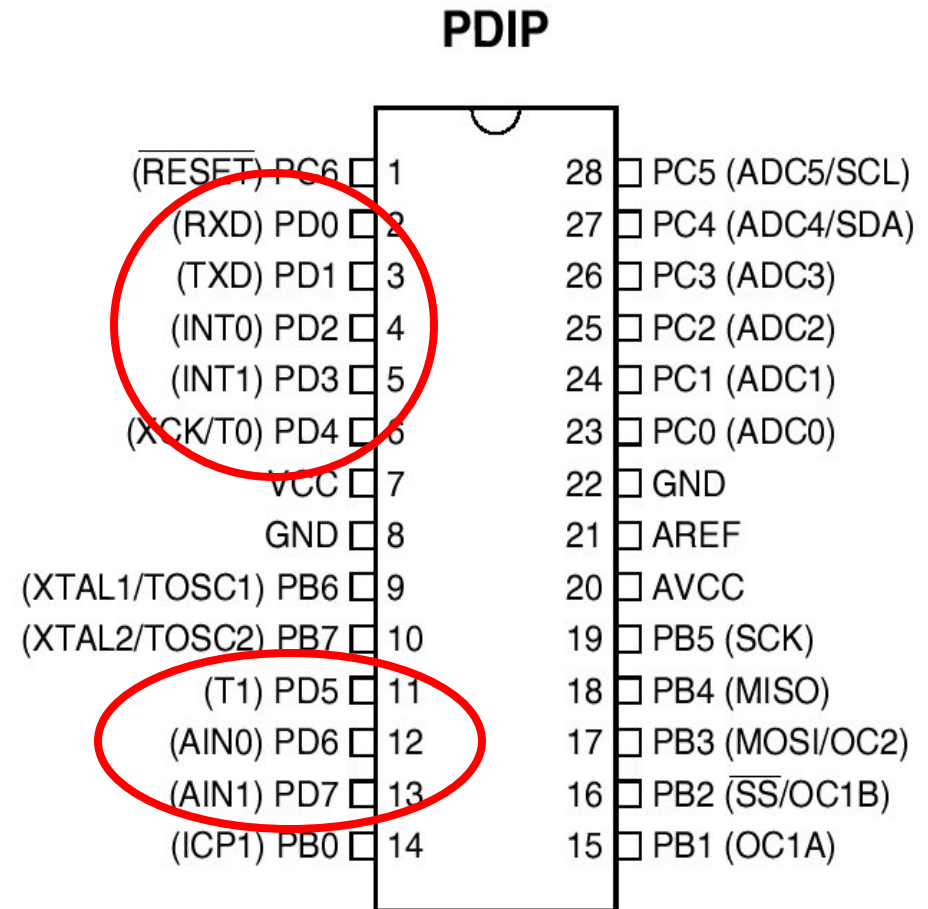 PDIP
(RESET) PC6 1 28 PC5 (ADC5/SCL)
(RXD) PD0 2 27 PC4 (ADC4/SDA)
(TXD) PD1 3 26 PC3 (ADC3)
(INT0) PD2 4 25 PC2 (ADC2)
(INT1) PD3 5 24 PC1 (ADC1)
(XCK/T0) PD4 6 23 PC0 (ADC0)
VCC 7 22 GND
GND 8 21 AREF
(XTAL1/TOSC1) PB6 9 20 AVCC
(XTAL2/TOSC2) PB7 10 19 PB5 (SCK)
(T1) PD5 11 18 PB4 (MISO)
(AIN0) PD6 12 17 PB3 (MOSI/OC2)
(AIN1) PD7 13 16 PB2 (SS/OC1B)
(ICP1) PB0 14 15 PB1 (OC1A)